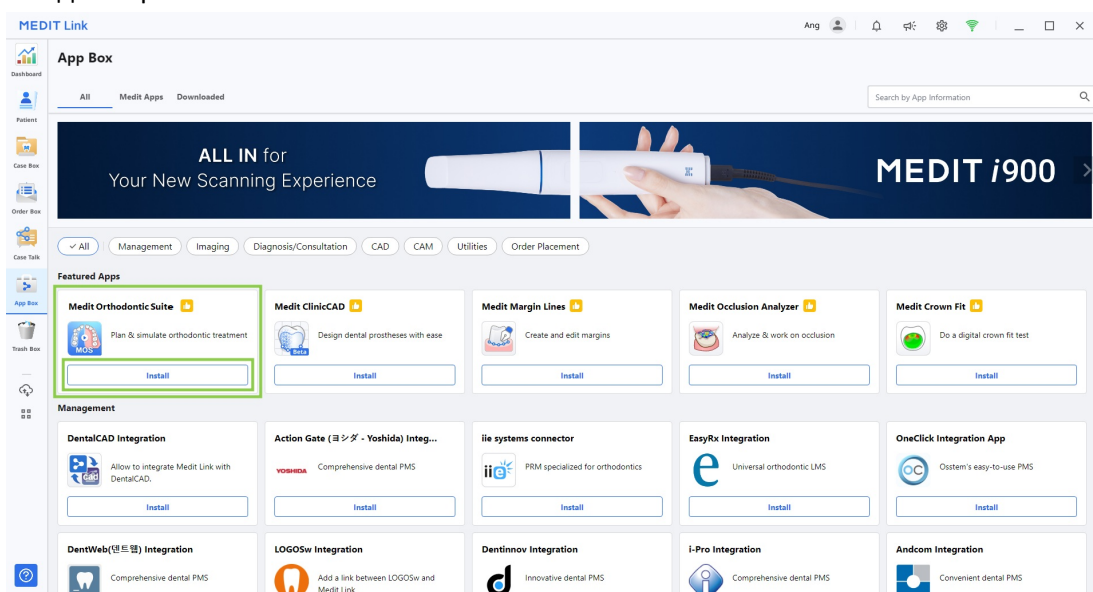 MEDIT Link
Ang
Dashboard
Patient
Case Box
Order Box
Case Talk
App Box
Trash Box
App Box
All Medit Apps Downloaded
Search by App Information
ALL IN for
Your New Scanning Experience
MEDIT i900
All Management Imaging Diagnosis/Consultation CAD CAM Utilities Order Placement
Featured Apps
Medit Orthodontic Suite
Plan & simulate orthodontic treatment
MOS
Install
Medit ClinicCAD
Design dental prostheses with ease
Beta
Install
Medit Margin Lines
Create and edit margins
Install
Medit Occlusion Analyzer
Analyze & work on occlusion
Install
Medit Crown Fit
Do a digital crown fit test
Install
Management
DentalCAD Integration
Allow to integrate Medit Link with
DentalCAD.
Cad
Install
Action Gate (ヨシダ - Yoshida) Integ...
YOSHIDA
Comprehensive dental PMS
Install
iie systems connector
iie
PRM specialized for orthodontics
Install
EasyRx Integration
e
Universal orthodontic LMS
Install
OneClick Integration App
OC
Osstem's easy-to-use PMS
Install
DentWeb(덴트웹) Integration
Comprehensive dental PMS
LOGOSw Integration
Add a link between LOGOSw and
Medit Link
Dentinnov Integration
Innovative dental PMS
i-Pro Integration
i
Comprehensive dental PMS
Andcom Integration
Convenient dental PMS